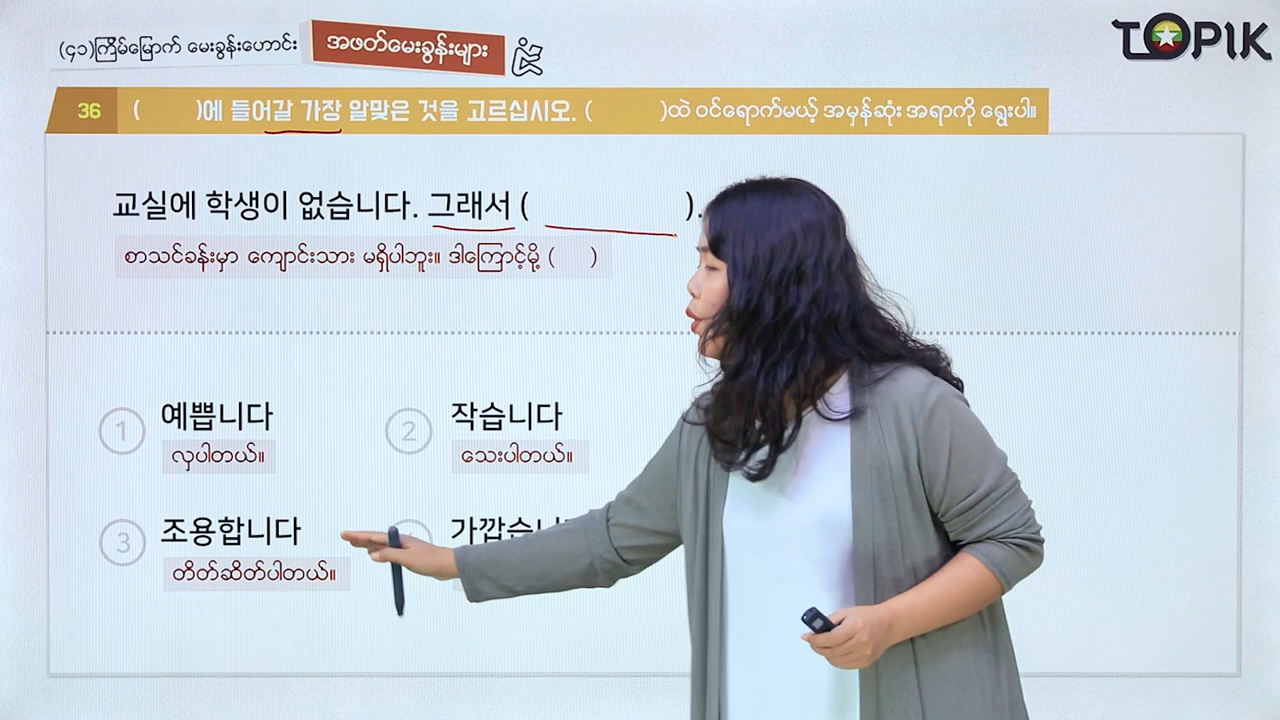 (၄၁)ကြိမ်မြောက် မေးခွန်းဟောင်း အဖတ်မေးခွန်းများ
TOPIK
36 ( )에 들어갈 가장 알맞은 것을 고르십시오. ( )ထဲ ဝင်ရောက်မယ့် အမှန်ဆုံး အရာကို ရွေးပါ။
교실에 학생이 없습니다. 그래서 ( ).
စာသင်ခန်းမှာ ကျောင်းသား မရှိပါဘူး။ ဒါကြောင့်မို့ ( )
1 예쁩니다 2 작습니다
လှပါတယ်။ သေးပါတယ်။
3 조용합니다
တိတ်ဆိတ်ပါတယ်။